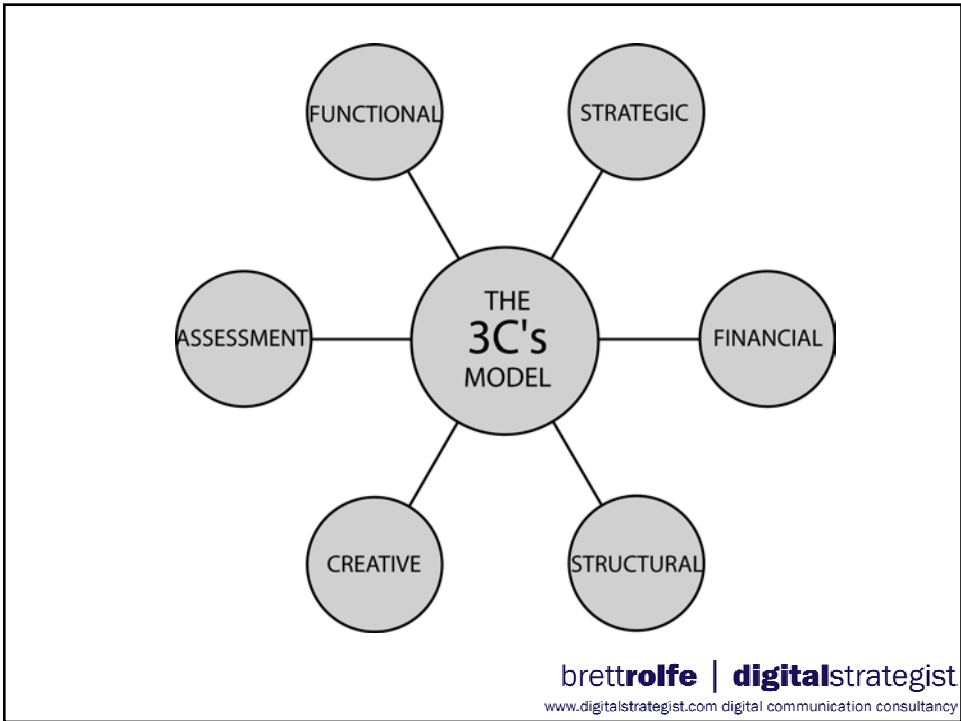 FUNCTIONAL
STRATEGIC
ASSESSMENT
THE
3C's
MODEL
FINANCIAL
CREATIVE
STRUCTURAL
brettrolfe | digitalstrategist
www.digitalstrategist.com digital communication consultancy